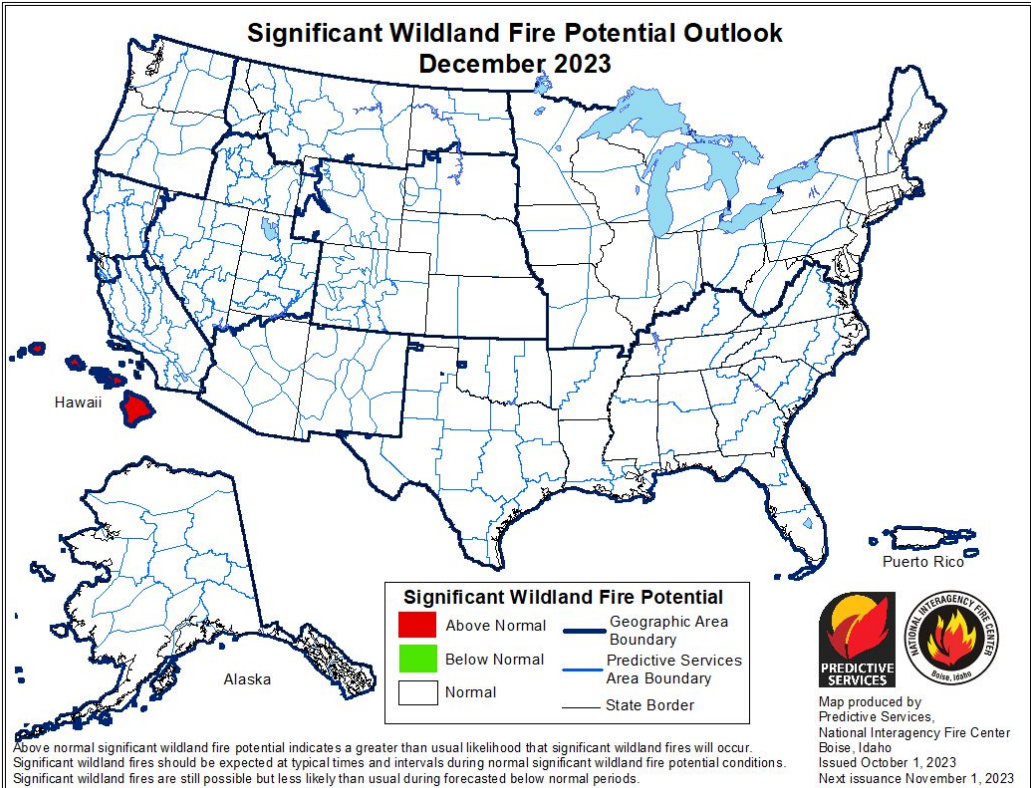 Significant Wildland Fire Potential Outlook
December 2023
Hawaii
Alaska
Puerto Rico
Significant Wildland Fire Potential
Above Normal
Below Normal
Normal
Geographic Area
Boundary
Predictive Services
Area Boundary
State Border
PREDICTIVE
SERVICES
NATIONAL INTERAGENCY FIRE CENTER
Boise, Idaho
Map produced by
Predictive Services,
National Interagency Fire Center
Boise, Idaho
Issued October 1, 2023
Next issuance November 1, 2023
Above normal significant wildland fire potential indicates a greater than usual likelihood that significant wildland fires will occur.
Significant wildland fires should be expected at typical times and intervals during normal significant wildland fire potential conditions.
Significant wildland fires are still possible but less likely than usual during forecasted below normal periods.